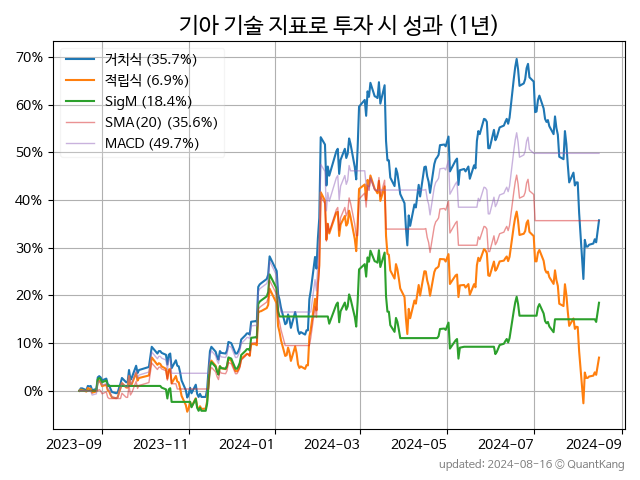 기아 기술 지표로 투자 시 성과 (1년)
거치식 (35.7%)
적립식 (6.9%)
SigM (18.4%)
SMA(20) (35.6%)
MACD (49.7%)
70%
60%
50%
40%
30%
20%
10%
0%
2023-09 2023-11 2024-01 2024-03 2024-05 2024-07 2024-09
updated: 2024-08-16 © QuantKang